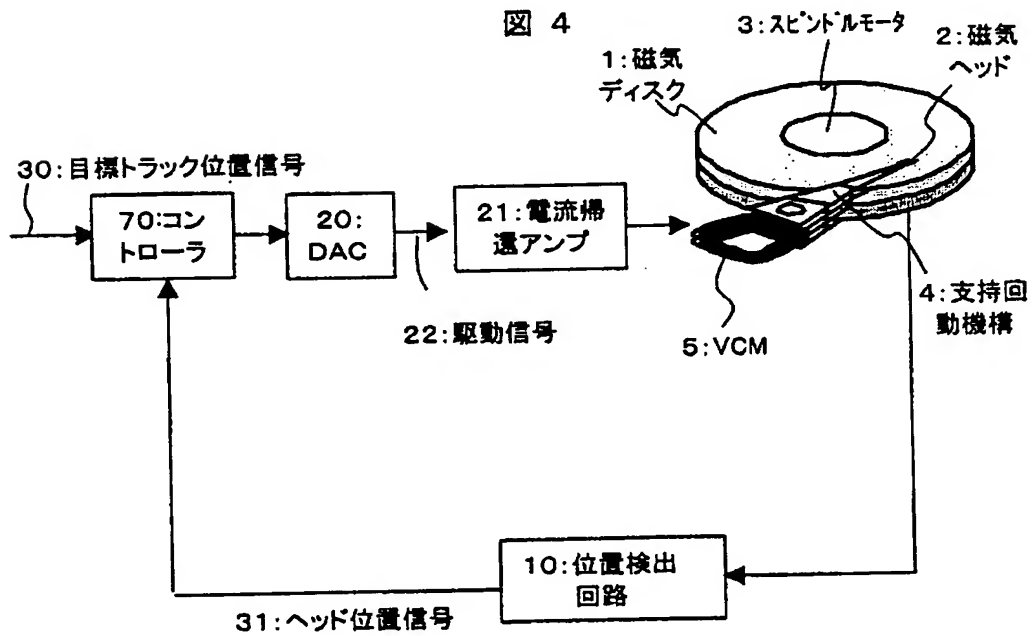 図 4
3:スピンドルモータ
2:磁気
ヘッド
1:磁気
ディスク
30:目標トラック位置信号
70:コン
トローラ
20:
DAC
21:電流帰
還アンプ
22:駆動信号
4:支持回
動機構
5:VCM
10:位置検出
回路
31:ヘッド位置信号